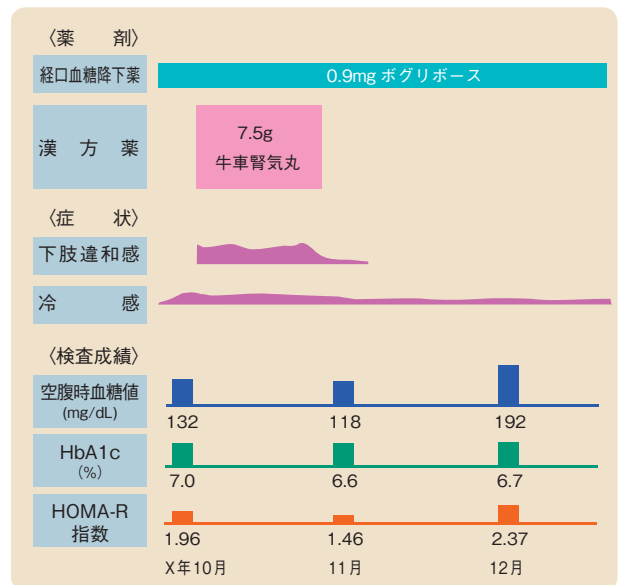 〈薬　　剤〉
経口血糖降下薬
0.9mg ボグリボース
漢　方　薬
7.5g
牛車腎気丸
〈症　　状〉
下肢違和感
冷　　　感
〈検査成績〉
空腹時血糖値
(mg/dL)
132 118 192
HbA1c
(%)
7.0 6.6 6.7
HOMA-R
指数
1.96 1.46 2.37
X年10月 11月 12月